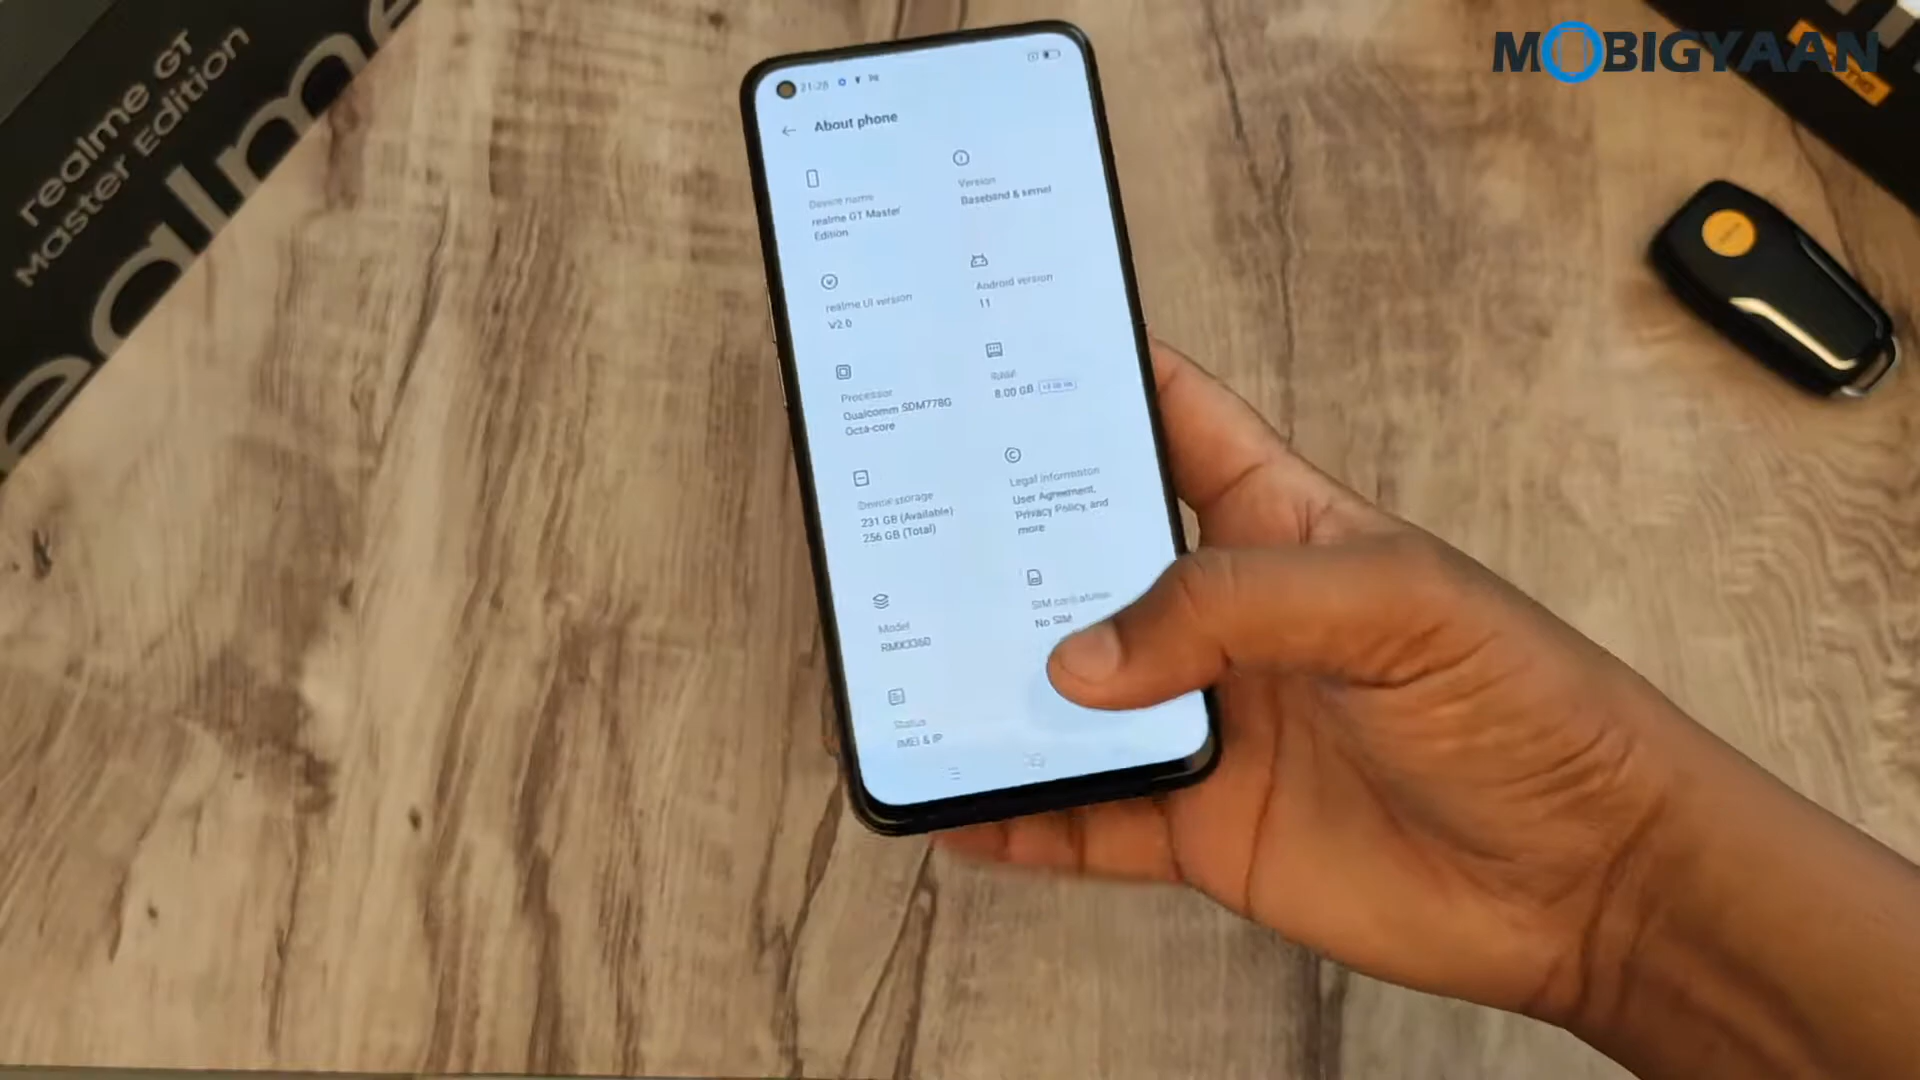 realme GT
Master Edition
realme
MOBIGYAAN
21:28
About phone
Device name
realme GT Master
Edition
Version
Baseband & kernel
realme UI version
V2.0
Android version
11
Processor
Qualcomm SDM778G
Octa-core
RAM
8.00 GB
Device storage
231 GB (Available)
256 GB (Total)
Legal information
User Agreement,
Privacy Policy, and
more
Model
RMX3360
SIM card status
No SIM
Status
IMEI & IP